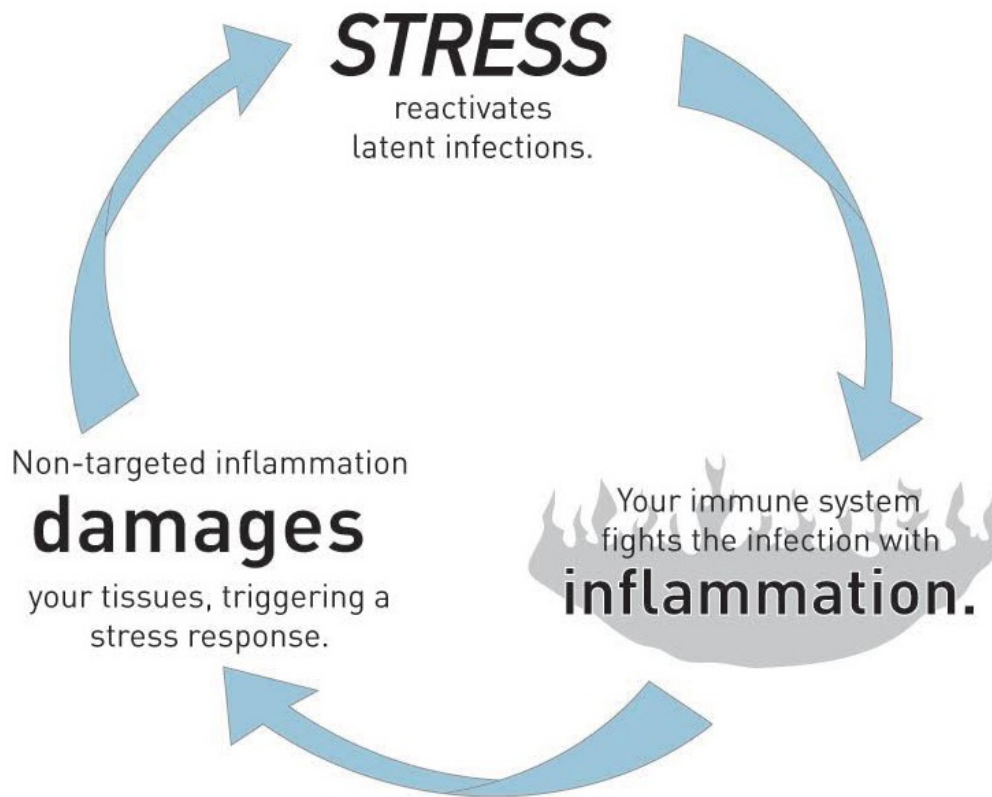 STRESS
reactivates
latent infections.
Your immune system
fights the infection with
inflammation.
Non-targeted inflammation
damages
your tissues, triggering a
stress response.